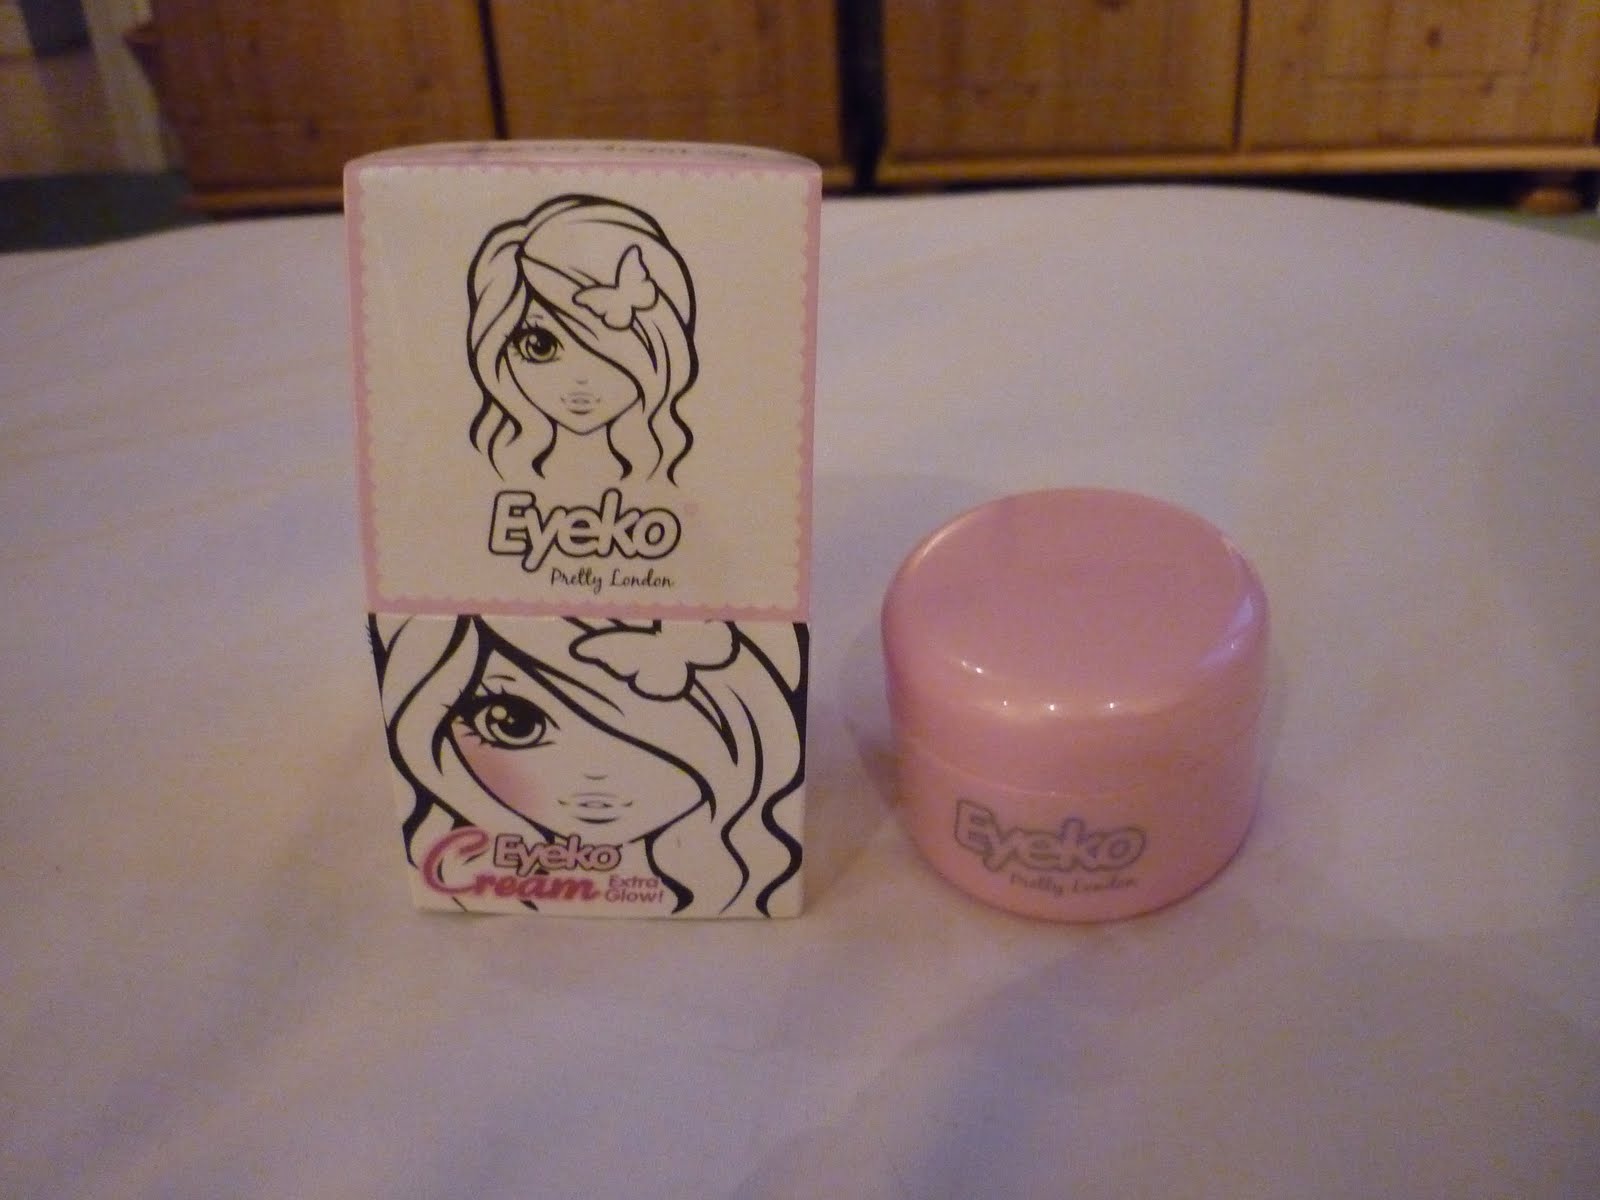 Eyeko
Pretty London
Eyeko
Cream Extra
Glow!
Eyeko
Pretty London